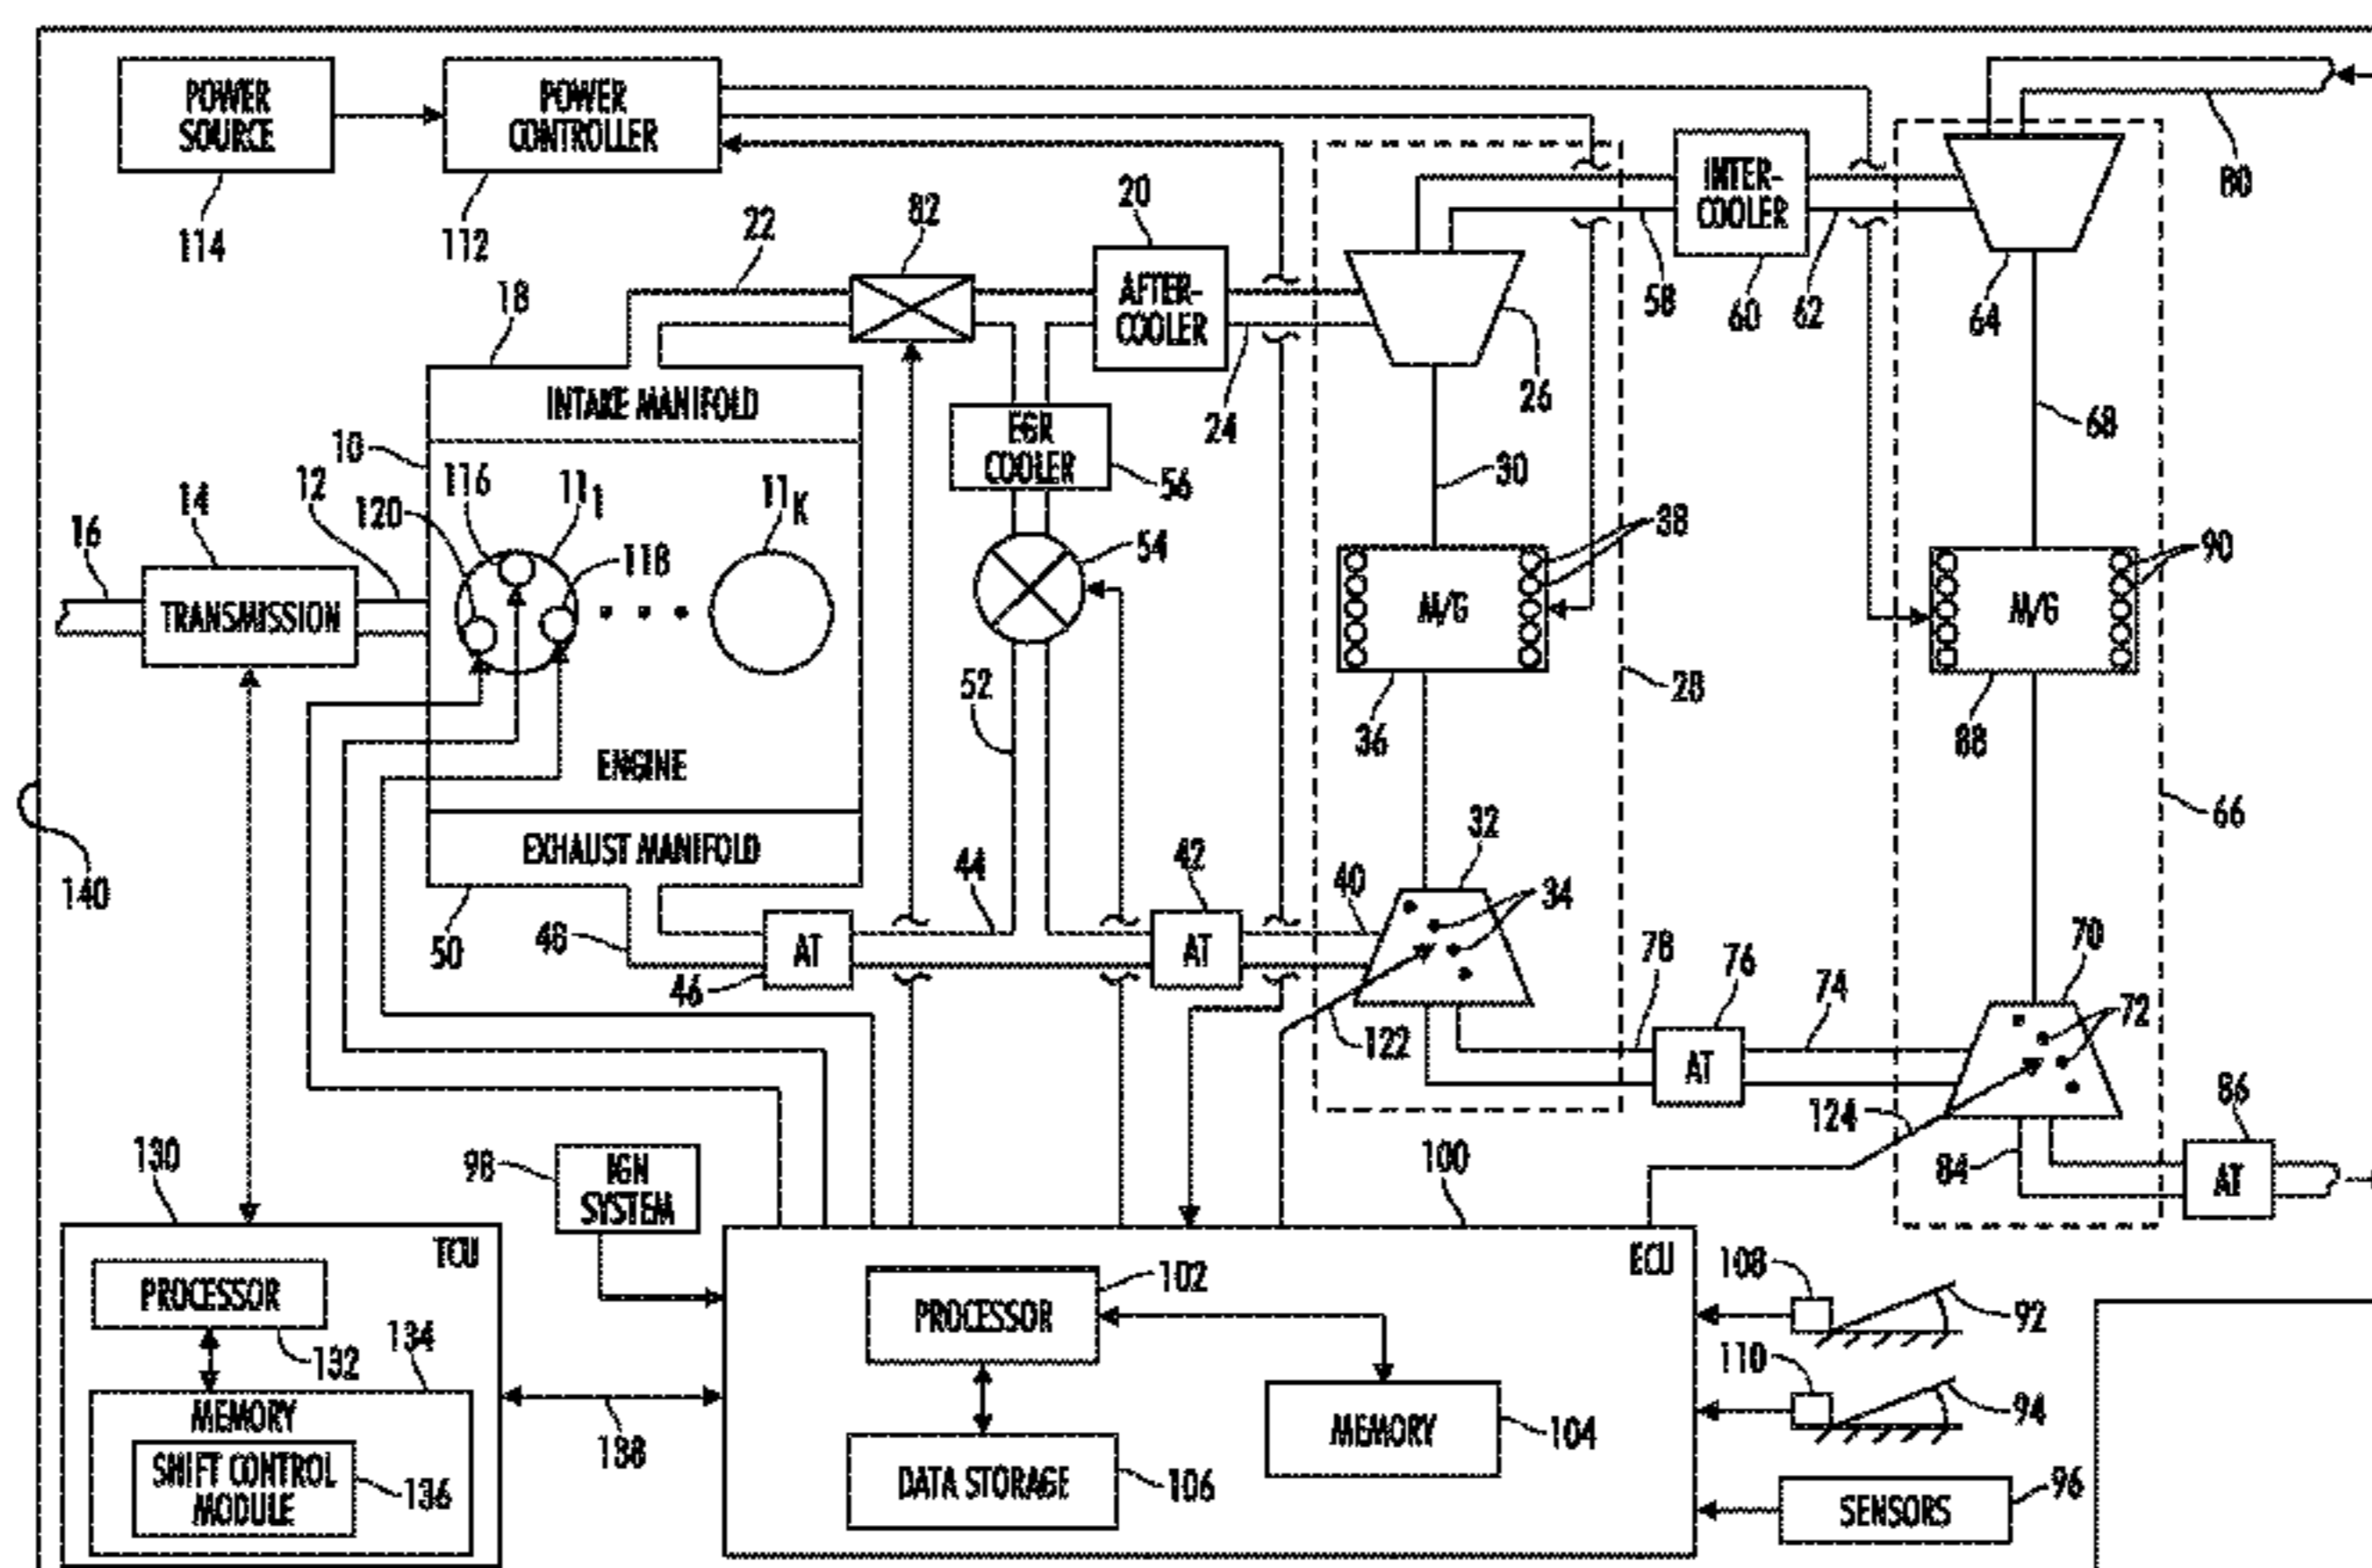 POWER
SOURCE
114
POWER
CONTROLLER
112
20
82
22
18
AFTER-
COOLER
24
26
58
INTER-
COOLER
60
62
64
80
INTAKE MANIFOLD
10
116
11₁
11K
120
118
12
14
16
TRANSMISSION
EGR
COOLER
56
54
52
30
38
M/G
36
28
68
90
M/G
88
66
ENGINE
EXHAUST MANIFOLD
50
140
48
AT
46
44
42
AT
40
32
34
122
78
76
AT
74
70
72
124
84
86
AT
130
TCU
PROCESSOR
132
134
MEMORY
SHIFT CONTROL
MODULE
136
138
98
IGN
SYSTEM
100
ECU
PROCESSOR
102
MEMORY
104
DATA STORAGE
106
108
92
110
94
SENSORS
96